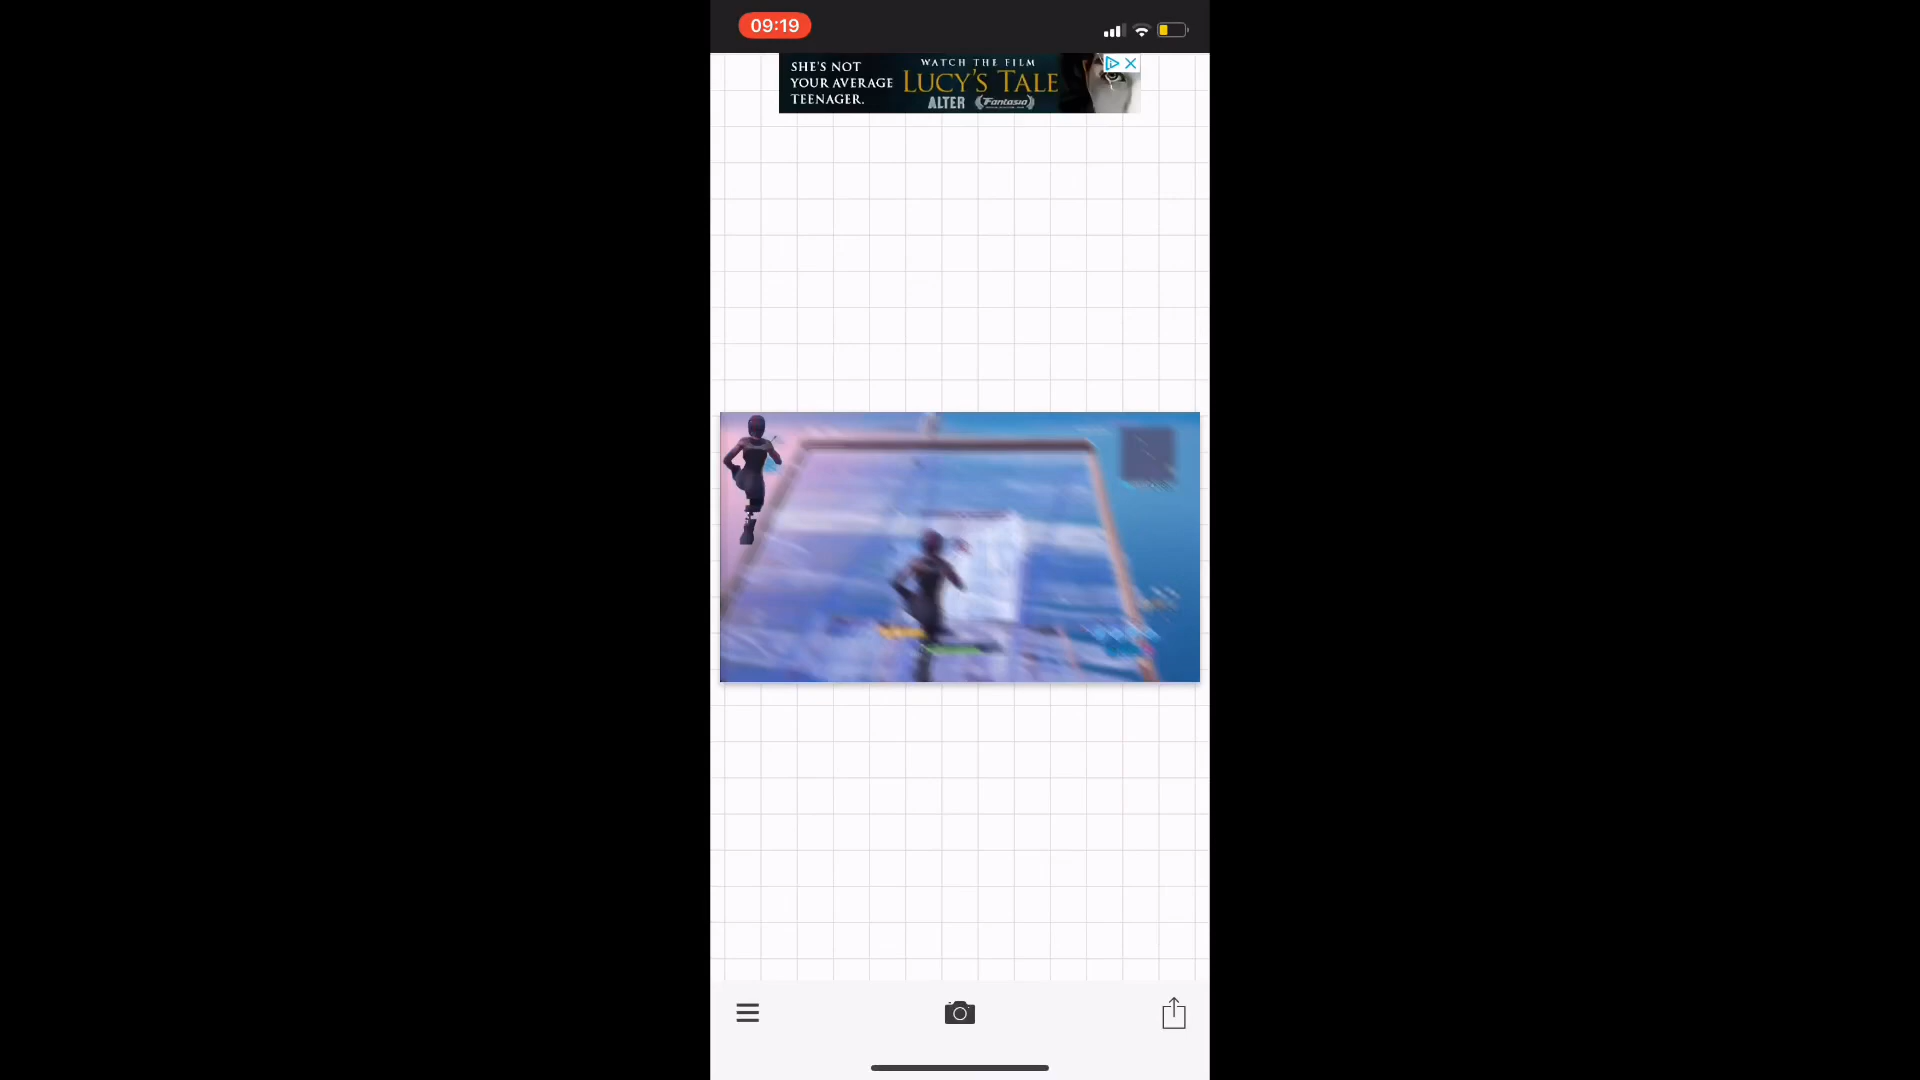 09:19
SHE'S NOT
YOUR AVERAGE
TEENAGER.
WATCH THE FILM
LUCY'S TALE
ALTER
Fantasia